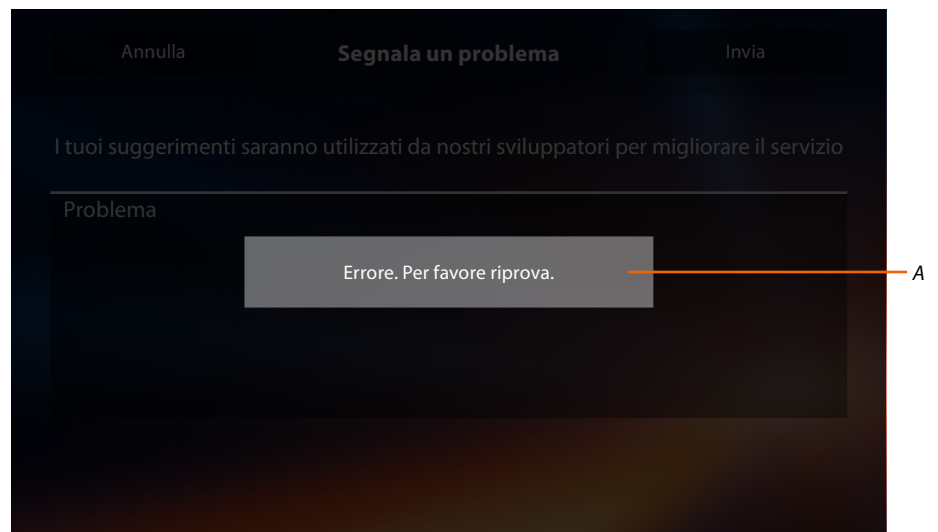 Annulla Segnala un problema Invia
I tuoi suggerimenti saranno utilizzati da nostri sviluppatori per migliorare il servizio
Problema
Errore. Per favore riprova.
A